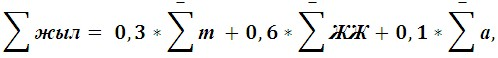 ∑ жыл = 0,3 * ∑̄ т + 0,6 * ∑̄ ЖЖ + 0,1 * ∑̄ а,